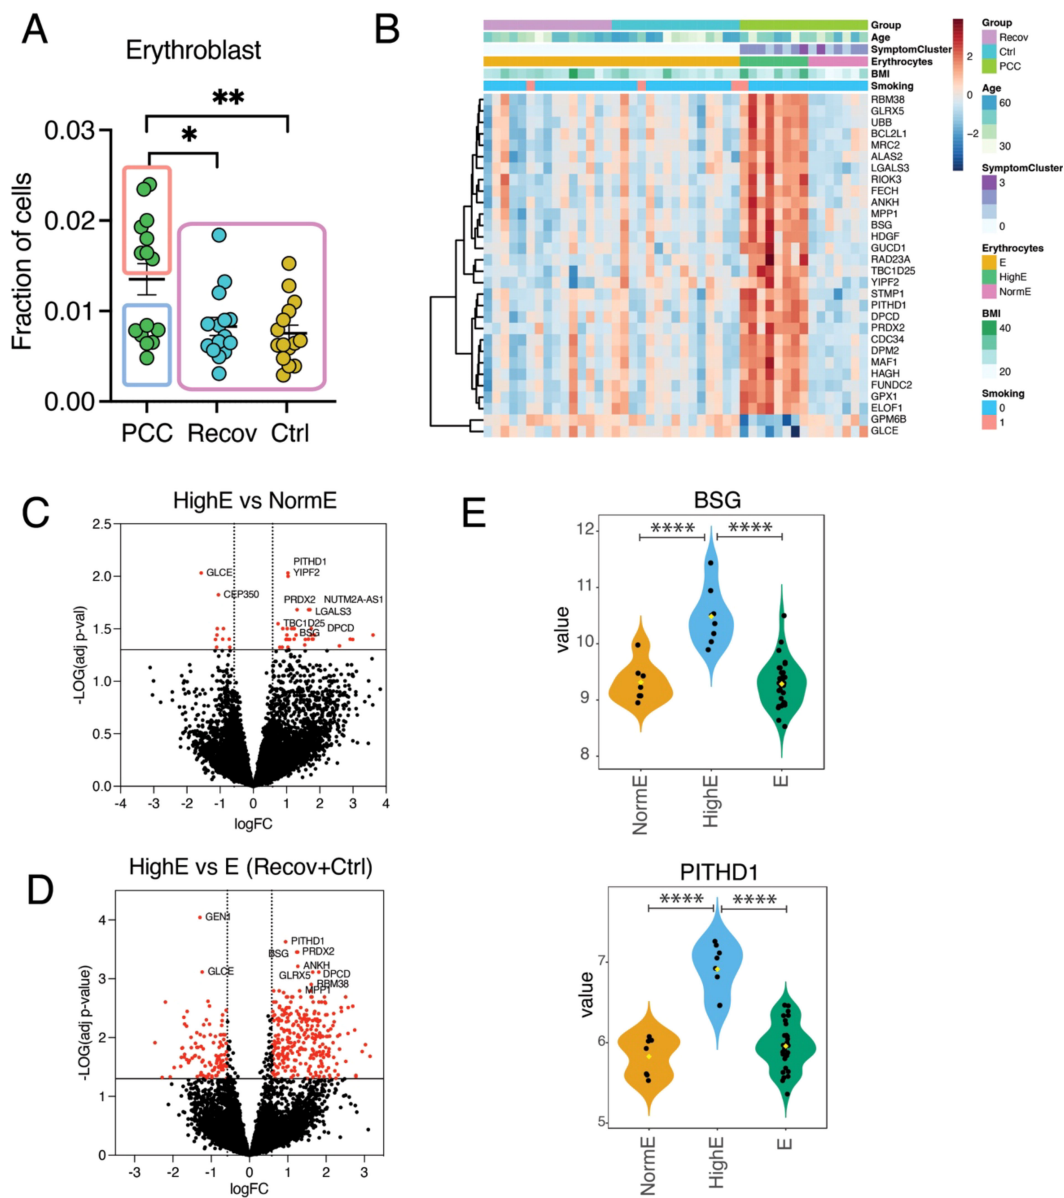 A
Erythroblast
**
*
0.03
0.02
0.01
0.00
Fraction of cells
PCC Recov Ctrl
B
Group
Age
SymptomCluster
Erythrocytes
BMI
Smoking
RBM38
GLRX5
UBB
BCL2L1
MRC2
ALAS2
LGALS3
RIOK3
FECH
ANKH
MPP1
BSG
HDGF
GUCD1
RAD23A
TBC1D25
YIPF2
STMP1
PITHD1
DPCD
PRDX2
CDC34
DPM2
MAF1
HAGH
FUNDC2
GPX1
ELOF1
GPM6B
GLCE
2
1
0
−1
−2
Group
Recov
Ctrl
PCC
Age
60
30
SymptomCluster
3
0
Erythrocytes
E
HighE
NormE
BMI
40
20
Smoking
0
1
C
HighE vs NormE
2.5
2.0
1.5
1.0
0.5
0.0
-LOG(adj p-val)
GLCE
CEP350
PITHD1
YIPF2
PRDX2 NUTM2A-AS1
LGALS3
TBC1D25 DPCD
BSG
-4 -3 -2 -1 0 1 2 3 4
logFC
D
HighE vs E (Recov+Ctrl)
4
3
2
1
0
-LOG(adj p-value)
GEN1
GLCE
PITHD1
BSG PRDX2
ANKH
GLRX5 DPCD
RBM38
MPP1
-3 -2 -1 0 1 2 3
logFC
E
BSG
**** ****
12
11
10
9
8
value
NormE
HighE
E
PITHD1
**** ****
7
6
5
value
NormE
HighE
E